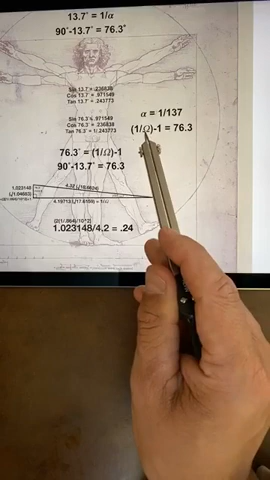 13.7˚ = 1/α
90˚-13.7˚ = 76.3˚
Sin 13.7 = .236838
Cos 13.7 = .971549
Tan 13.7˚ = .243773
α = 1/137
(1/Ω)-1 = 76.3
Sin 76.3˚ = .971549
Cos 76.3˚ = .236838
Tan 76.3˚ = 1/.243773
76.3˚ = (1/Ω)-1
90˚-13.7˚ = 76.3
1.023148
1.023148/4.2 = .24